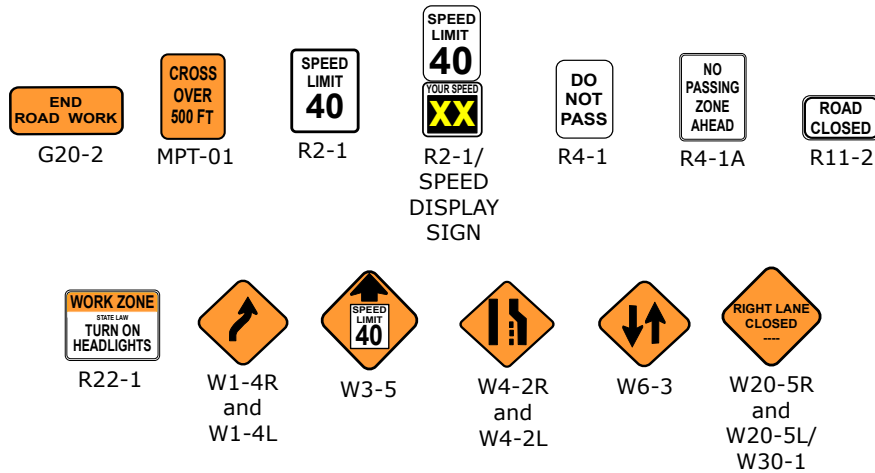 END
ROAD WORK
G20-2
CROSS
OVER
500 FT
MPT-01
SPEED
LIMIT
40
R2-1
SPEED
LIMIT
40
YOUR SPEED
XX
R2-1/
SPEED
DISPLAY
SIGN
DO
NOT
PASS
R4-1
NO
PASSING
ZONE
AHEAD
R4-1A
ROAD
CLOSED
R11-2
WORK ZONE
STATE LAW
TURN ON
HEADLIGHTS
R22-1
W1-4R
and
W1-4L
SPEED
LIMIT
40
W3-5
W4-2R
and
W4-2L
W6-3
RIGHT LANE
CLOSED
----
W20-5R
and
W20-5L/
W30-1